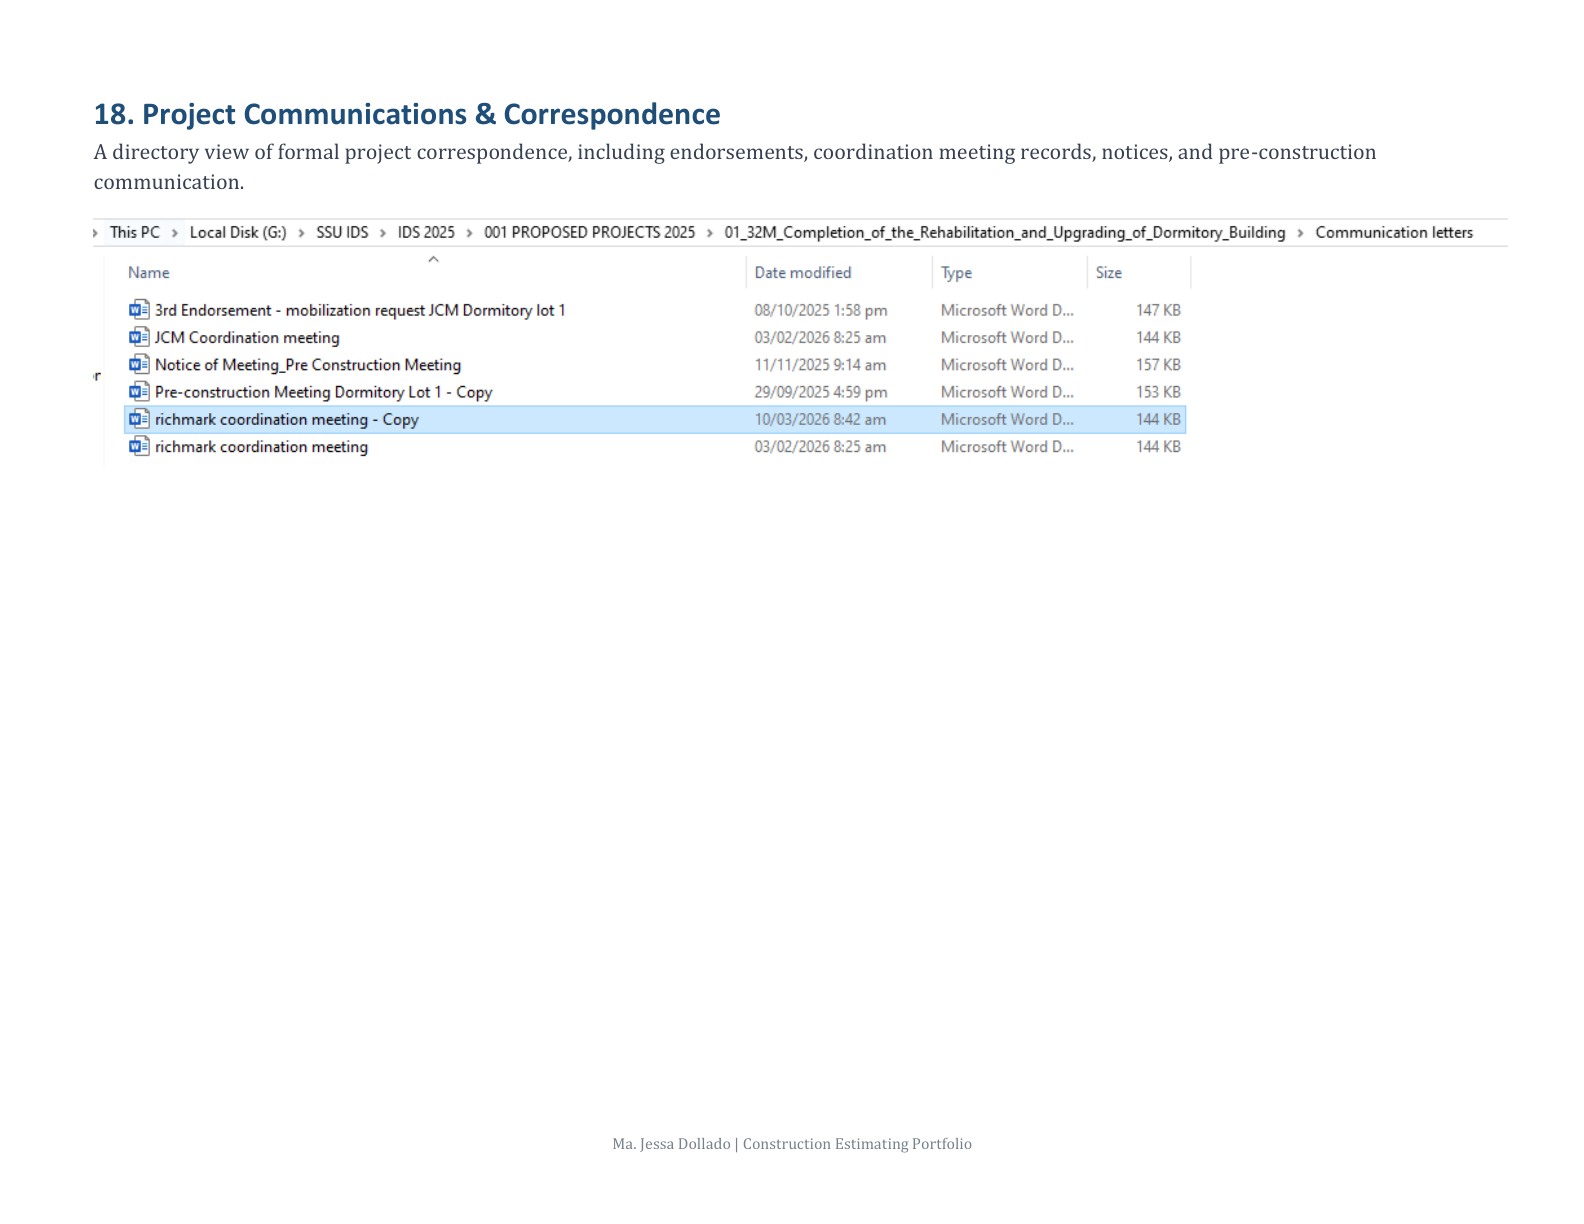 18. Project Communications & Correspondence
A directory view of formal project correspondence, including endorsements, coordination meeting records, notices, and pre-construction
communication.
› This PC › Local Disk (G:) › SSU IDS › IDS 2025 › 001 PROPOSED PROJECTS 2025 › 01_32M_Completion_of_the_Rehabilitation_and_Upgrading_of_Dormitory_Building › Communication letters
Name Date modified Type Size
3rd Endorsement - mobilization request JCM Dormitory lot 1 08/10/2025 1:58 pm Microsoft Word D... 147 KB
JCM Coordination meeting 03/02/2026 8:25 am Microsoft Word D... 144 KB
Notice of Meeting_Pre Construction Meeting 11/11/2025 9:14 am Microsoft Word D... 157 KB
Pre-construction Meeting Dormitory Lot 1 - Copy 29/09/2025 4:59 pm Microsoft Word D... 153 KB
richmark coordination meeting - Copy 10/03/2026 8:42 am Microsoft Word D... 144 KB
richmark coordination meeting 03/02/2026 8:25 am Microsoft Word D... 144 KB
Ma. Jessa Dollado | Construction Estimating Portfolio